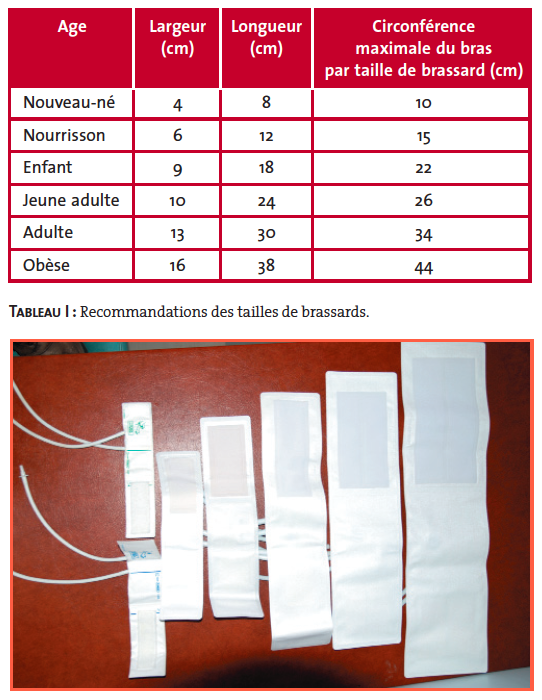 Age Largeur (cm) Longueur (cm) Circonférence maximale du bras par taille de brassard (cm)
Nouveau-né 4 8 10
Nourrisson 6 12 15
Enfant 9 18 22
Jeune adulte 10 24 26
Adulte 13 30 34
Obèse 16 38 44
TABLEAU I : Recommandations des tailles de brassards.